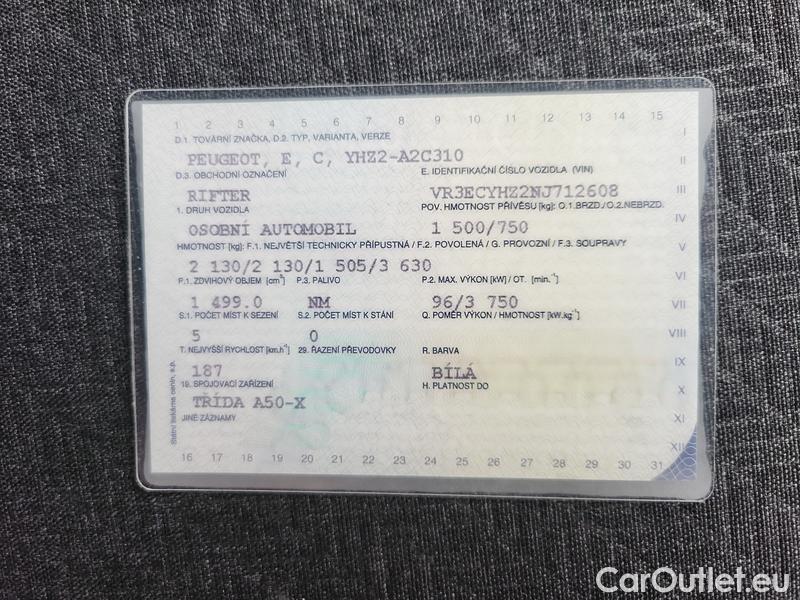 1 2 3 4 5 6 7 8 9 10 11 12 13 14 15
D.1. TOVÁRNÍ ZNAČKA, D.2. TYP, VARIANTA, VERZE I
PEUGEOT, E, C, YHZ2-A2C310 II
D.3. OBCHODNÍ OZNAČENÍ E. IDENTIFIKAČNÍ ČÍSLO VOZIDLA (VIN)
RIFTER VR3ECYHZ2NJ712608 III
1. DRUH VOZIDLA POV. HMOTNOST PŘÍVĚSU [kg]: O.1.BRZD./O.2.NEBRZD.
OSOBNÍ AUTOMOBIL 1 500/750 IV
HMOTNOST [kg]: F.1. NEJVĚTŠÍ TECHNICKY PŘÍPUSTNÁ / F.2. POVOLENÁ / G. PROVOZNÍ / F.3. SOUPRAVY V
2 130/2 130/1 505/3 630
P.1. ZDVIHOVÝ OBJEM [cm³] P.3. PALIVO P.2. MAX. VÝKON [kW] / OT. [min.⁻¹] VI
1 499.0 NM 96/3 750 VII
S.1. POČET MÍST K SEZENÍ S.2. POČET MÍST K STÁNÍ Q. POMĚR VÝKON / HMOTNOST [kW.kg⁻¹]
5 0 VIII
T. NEJVYŠŠÍ RYCHLOST [km.h⁻¹] 29. ŘAZENÍ PŘEVODOVKY R. BARVA
187 BÍLÁ IX
19. SPOJOVACÍ ZAŘÍZENÍ H. PLATNOST DO X
TŘÍDA A50-X
JINÉ ZÁZNAMY XI
XII
16 17 18 19 20 21 22 23 24 25 26 27 28 29 30 31
Státní tiskárna cenin, s.p.
CarOutlet.eu